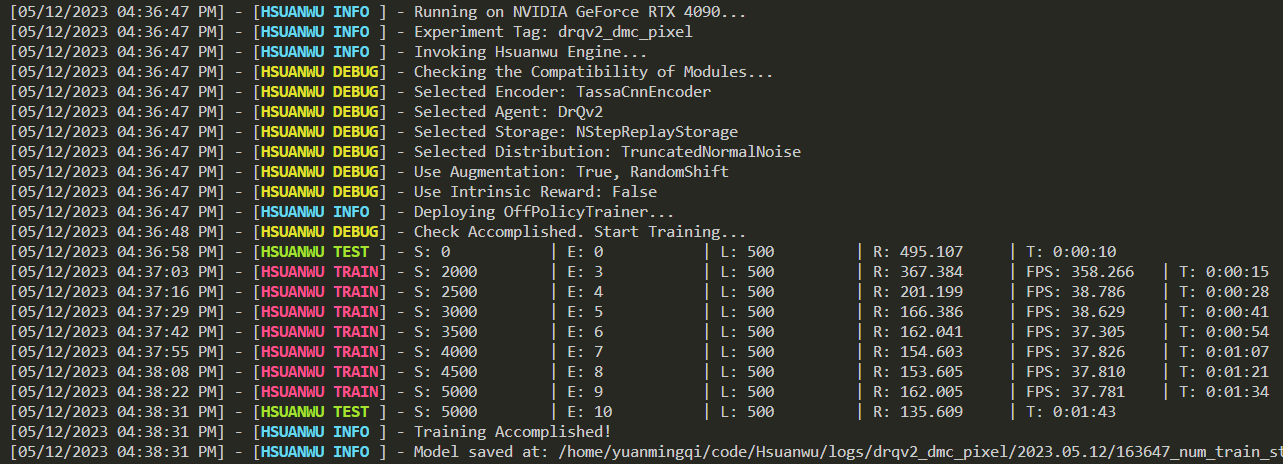 [05/12/2023 04:36:47 PM] - [HSUANWU INFO ] - Running on NVIDIA GeForce RTX 4090...
[05/12/2023 04:36:47 PM] - [HSUANWU INFO ] - Experiment Tag: drqv2_dmc_pixel
[05/12/2023 04:36:47 PM] - [HSUANWU INFO ] - Invoking Hsuanwu Engine...
[05/12/2023 04:36:47 PM] - [HSUANWU DEBUG] - Checking the Compatibility of Modules...
[05/12/2023 04:36:47 PM] - [HSUANWU DEBUG] - Selected Encoder: TassaCnnEncoder
[05/12/2023 04:36:47 PM] - [HSUANWU DEBUG] - Selected Agent: DrQv2
[05/12/2023 04:36:47 PM] - [HSUANWU DEBUG] - Selected Storage: NStepReplayStorage
[05/12/2023 04:36:47 PM] - [HSUANWU DEBUG] - Selected Distribution: TruncatedNormalNoise
[05/12/2023 04:36:47 PM] - [HSUANWU DEBUG] - Use Augmentation: True, RandomShift
[05/12/2023 04:36:47 PM] - [HSUANWU DEBUG] - Use Intrinsic Reward: False
[05/12/2023 04:36:47 PM] - [HSUANWU INFO ] - Deploying OffPolicyTrainer...
[05/12/2023 04:36:48 PM] - [HSUANWU DEBUG] - Check Accomplished. Start Training...
[05/12/2023 04:36:58 PM] - [HSUANWU TEST ] - S: 0 | E: 0 | L: 500 | R: 495.107 | T: 0:00:10
[05/12/2023 04:37:03 PM] - [HSUANWU TRAIN] - S: 2000 | E: 3 | L: 500 | R: 367.384 | FPS: 358.266 | T: 0:00:15
[05/12/2023 04:37:16 PM] - [HSUANWU TRAIN] - S: 2500 | E: 4 | L: 500 | R: 201.199 | FPS: 38.786 | T: 0:00:28
[05/12/2023 04:37:29 PM] - [HSUANWU TRAIN] - S: 3000 | E: 5 | L: 500 | R: 166.386 | FPS: 38.629 | T: 0:00:41
[05/12/2023 04:37:42 PM] - [HSUANWU TRAIN] - S: 3500 | E: 6 | L: 500 | R: 162.041 | FPS: 37.305 | T: 0:00:54
[05/12/2023 04:37:55 PM] - [HSUANWU TRAIN] - S: 4000 | E: 7 | L: 500 | R: 154.603 | FPS: 37.826 | T: 0:01:07
[05/12/2023 04:38:08 PM] - [HSUANWU TRAIN] - S: 4500 | E: 8 | L: 500 | R: 153.605 | FPS: 37.810 | T: 0:01:21
[05/12/2023 04:38:22 PM] - [HSUANWU TRAIN] - S: 5000 | E: 9 | L: 500 | R: 162.005 | FPS: 37.781 | T: 0:01:34
[05/12/2023 04:38:31 PM] - [HSUANWU TEST ] - S: 5000 | E: 10 | L: 500 | R: 135.609 | T: 0:01:43
[05/12/2023 04:38:31 PM] - [HSUANWU INFO ] - Training Accomplished!
[05/12/2023 04:38:31 PM] - [HSUANWU INFO ] - Model saved at: /home/yuanmingqi/code/Hsuanwu/logs/drqv2_dmc_pixel/2023.05.12/163647_num_train_st